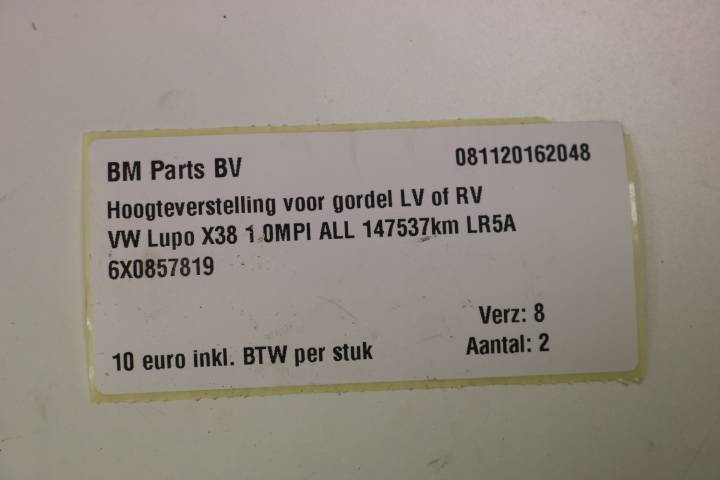 BM Parts BV 081120162048
Hoogteverstelling voor gordel LV of RV
VW Lupo X38 1.0MPI ALL 147537km LR5A
6X0857819
Verz: 8
10 euro inkl. BTW per stuk Aantal: 2